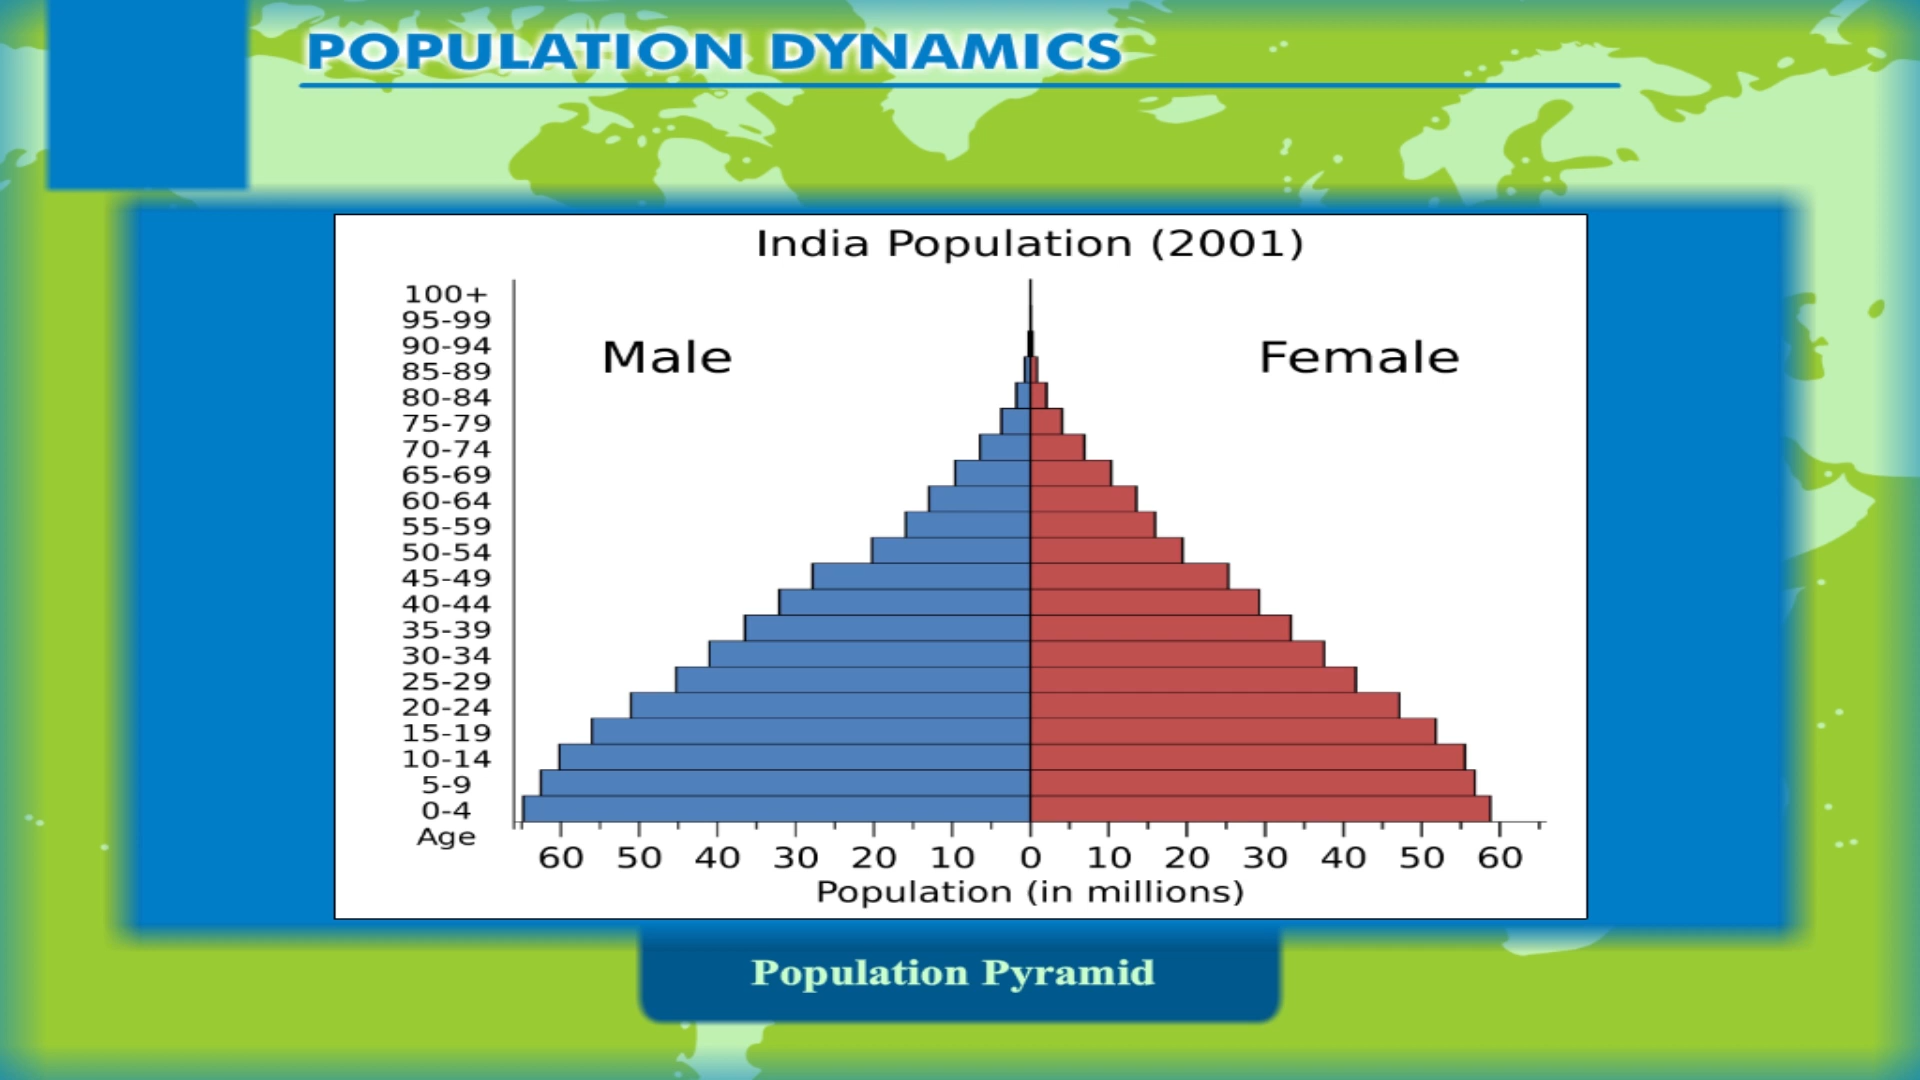 POPULATION DYNAMICS
India Population (2001)
Male
Female
100+
95-99
90-94
85-89
80-84
75-79
70-74
65-69
60-64
55-59
50-54
45-49
40-44
35-39
30-34
25-29
20-24
15-19
10-14
5-9
0-4
Age
60 50 40 30 20 10 0 10 20 30 40 50 60
Population (in millions)
Population Pyramid